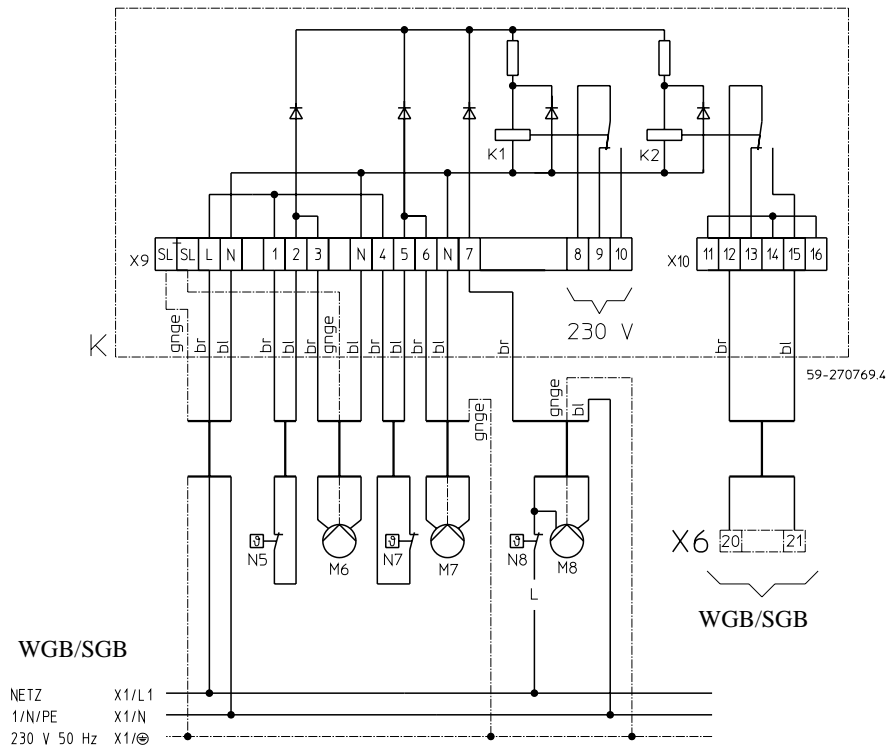 K1
K2
X9
SL SL L N 1 2 3 N 4 5 6 N 7 8 9 10
X10
11 12 13 14 15 16
230 V
K
gnge br bl br bl br gnge bl br bl br bl br br bl
59-270769.4
gnge
gnge
bl
ϑ N5
M6
ϑ N7
M7
ϑ N8
M8
L
X6 20 21
WGB/SGB
WGB/SGB
NETZ X1/L1
1/N/PE X1/N
230 V 50 Hz X1/⏚